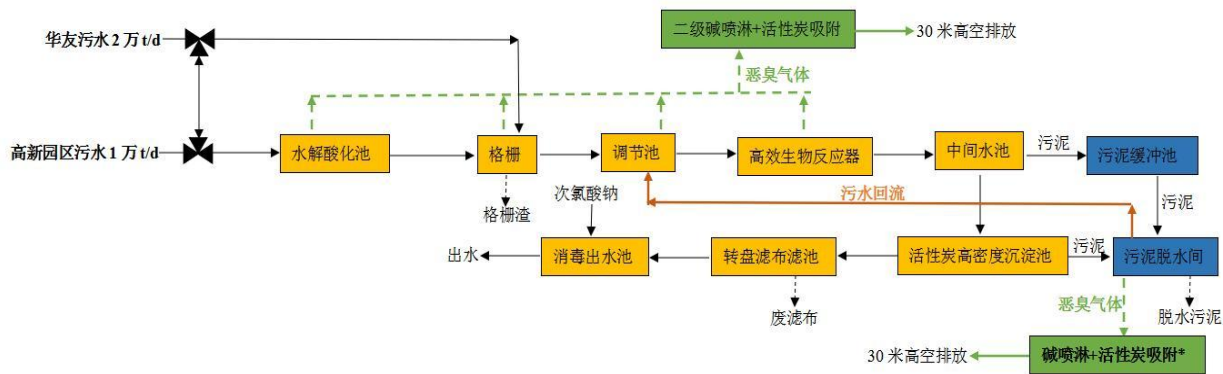 二级碱喷淋+活性炭吸附
30 米高空排放
华友污水 2 万 t/d
恶臭气体
高新园区污水 1 万 t/d
水解酸化池
格栅
调节池
高效生物反应器
中间水池
污泥
污泥缓冲池
次氯酸钠
格栅渣
污水回流
污泥
出水
消毒出水池
转盘滤布滤池
活性炭高密度沉淀池
污泥
污泥脱水间
废滤布
恶臭气体
脱水污泥
30 米高空排放
碱喷淋+活性炭吸附*